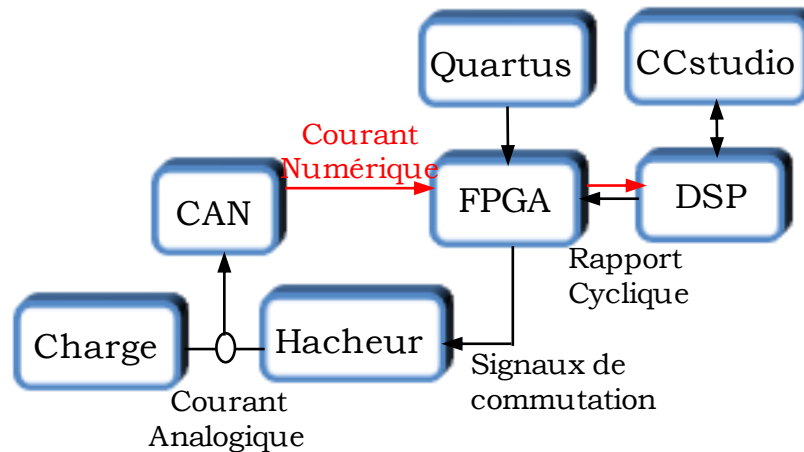 Quartus
CCstudio
Courant
Numérique
CAN
FPGA
DSP
Rapport
Cyclique
Charge
Hacheur
Signaux de
commutation
Courant
Analogique